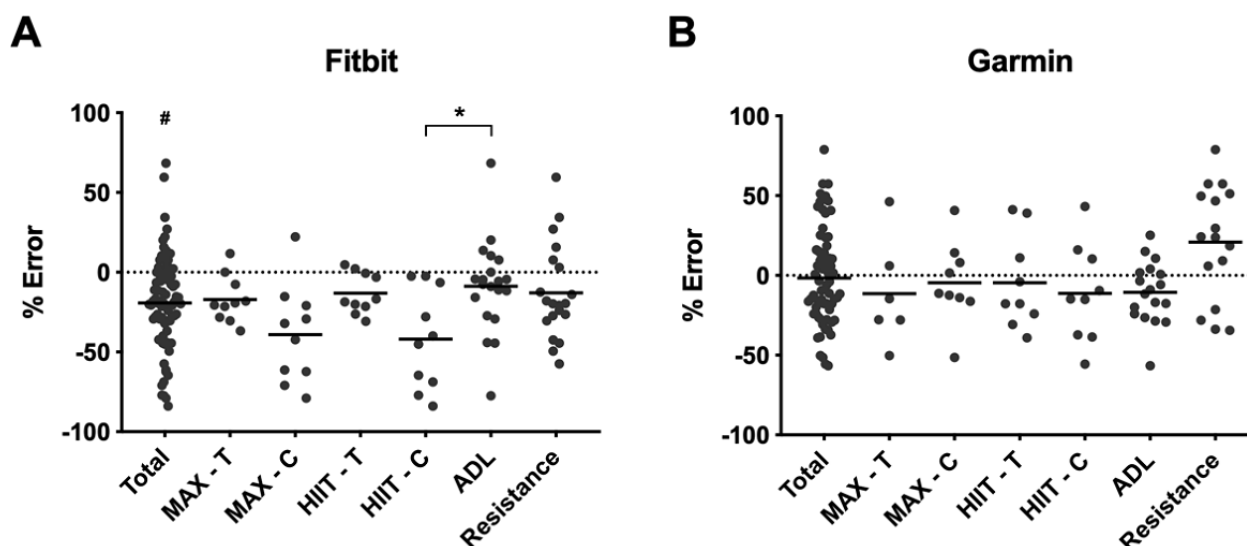 A
Fitbit
% Error
100
50
0
-50
-100
#
*
Total
MAX - T
MAX - C
HIIT - T
HIIT - C
ADL
Resistance
B
Garmin
% Error
100
50
0
-50
-100
Total
MAX - T
MAX - C
HIIT - T
HIIT - C
ADL
Resistance